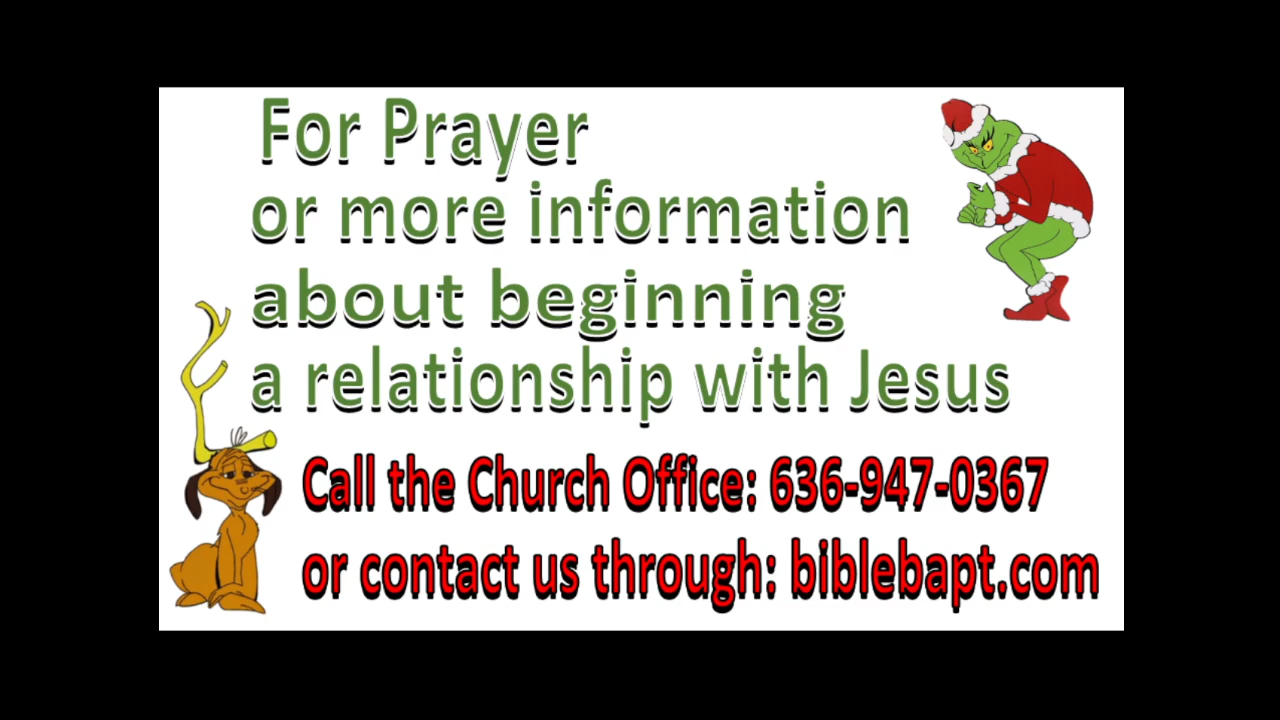 For Prayer
or more information
about beginning
a relationship with Jesus
Call the Church Office: 636-947-0367
or contact us through: biblebapt.com